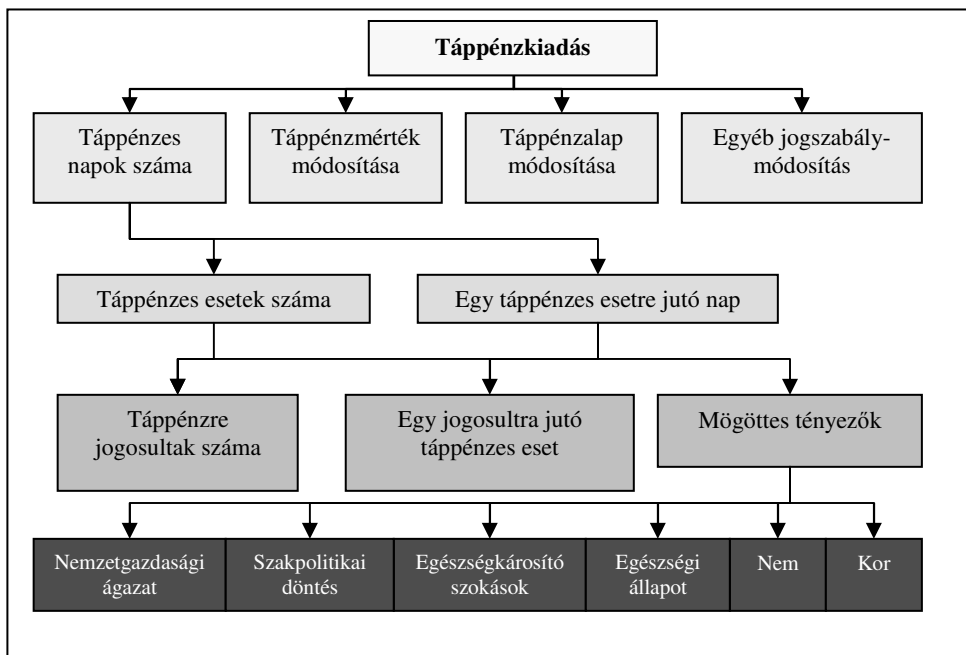 Táppénzkiadás
Táppénzes
napok száma
Táppénzmérték
módosítása
Táppénzalap
módosítása
Egyéb jogszabály-
módosítás
Táppénzes esetek száma
Egy táppénzes esetre jutó nap
Táppénzre
jogosultak száma
Egy jogosultra jutó
táppénzes eset
Mögöttes tényezők
Nemzetgazdasági
ágazat
Szakpolitikai
döntés
Egészségkárosító
szokások
Egészségi
állapot
Nem
Kor